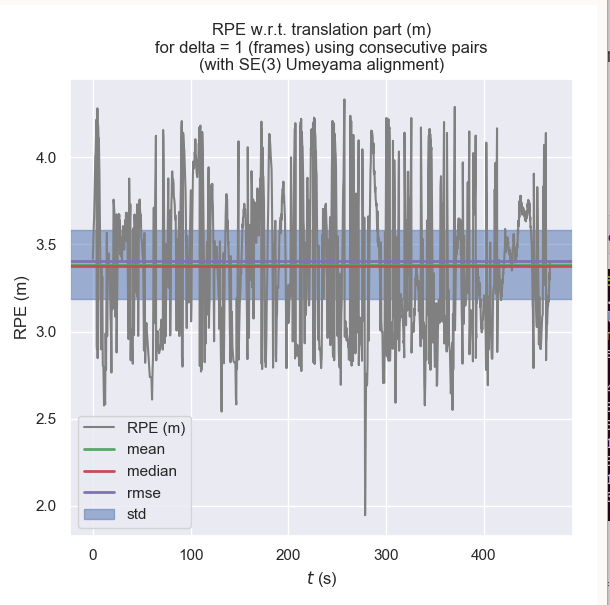 RPE w.r.t. translation part (m)
for delta = 1 (frames) using consecutive pairs
(with SE(3) Umeyama alignment)
4.0
3.5
3.0
2.5
2.0
RPE (m)
RPE (m)
mean
median
rmse
std
0 100 200 300 400
t (s)